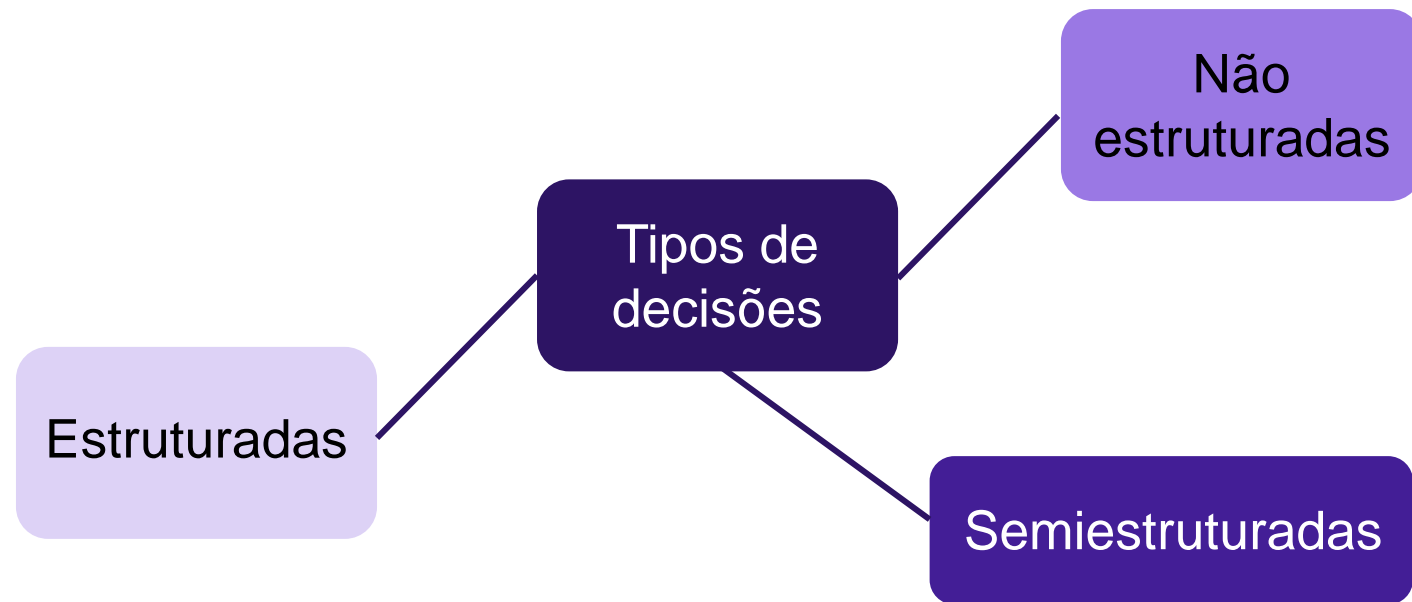 Não
estruturadas
Tipos de
decisões
Estruturadas
Semiestruturadas